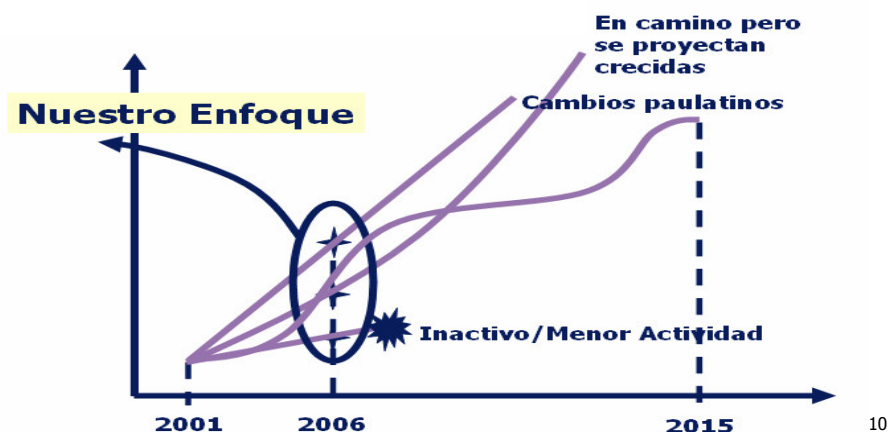 En camino pero
se proyectan
crecidas
Cambios paulatinos
Nuestro Enfoque
Inactivo/Menor Actividad
2001
2006
2015
10